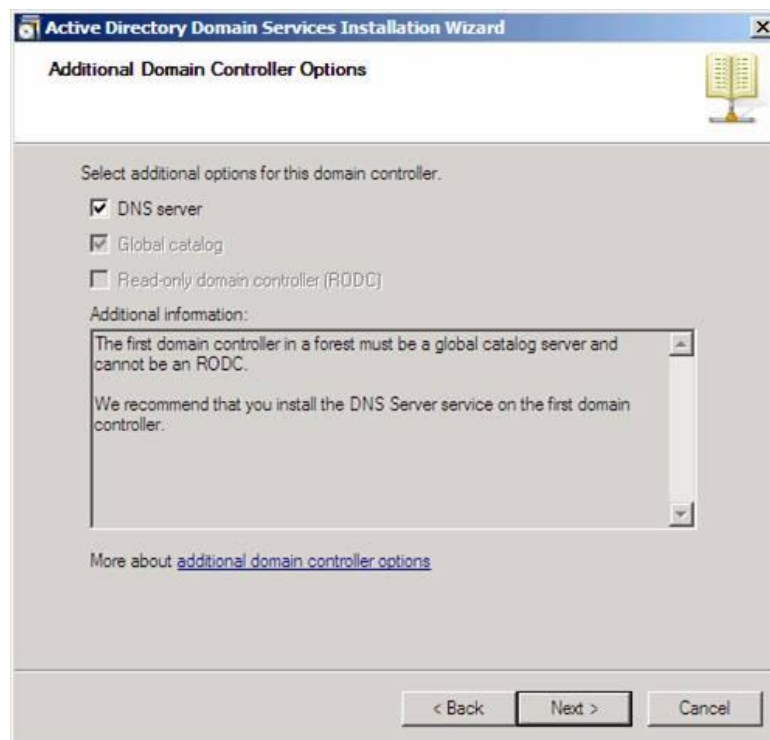 Active Directory Domain Services Installation Wizard
Additional Domain Controller Options
Select additional options for this domain controller.
DNS server
Global catalog
Read-only domain controller (RODC)
Additional information:
The first domain controller in a forest must be a global catalog server and
cannot be an RODC.
We recommend that you install the DNS Server service on the first domain
controller.
More about additional domain controller options
< Back Next > Cancel